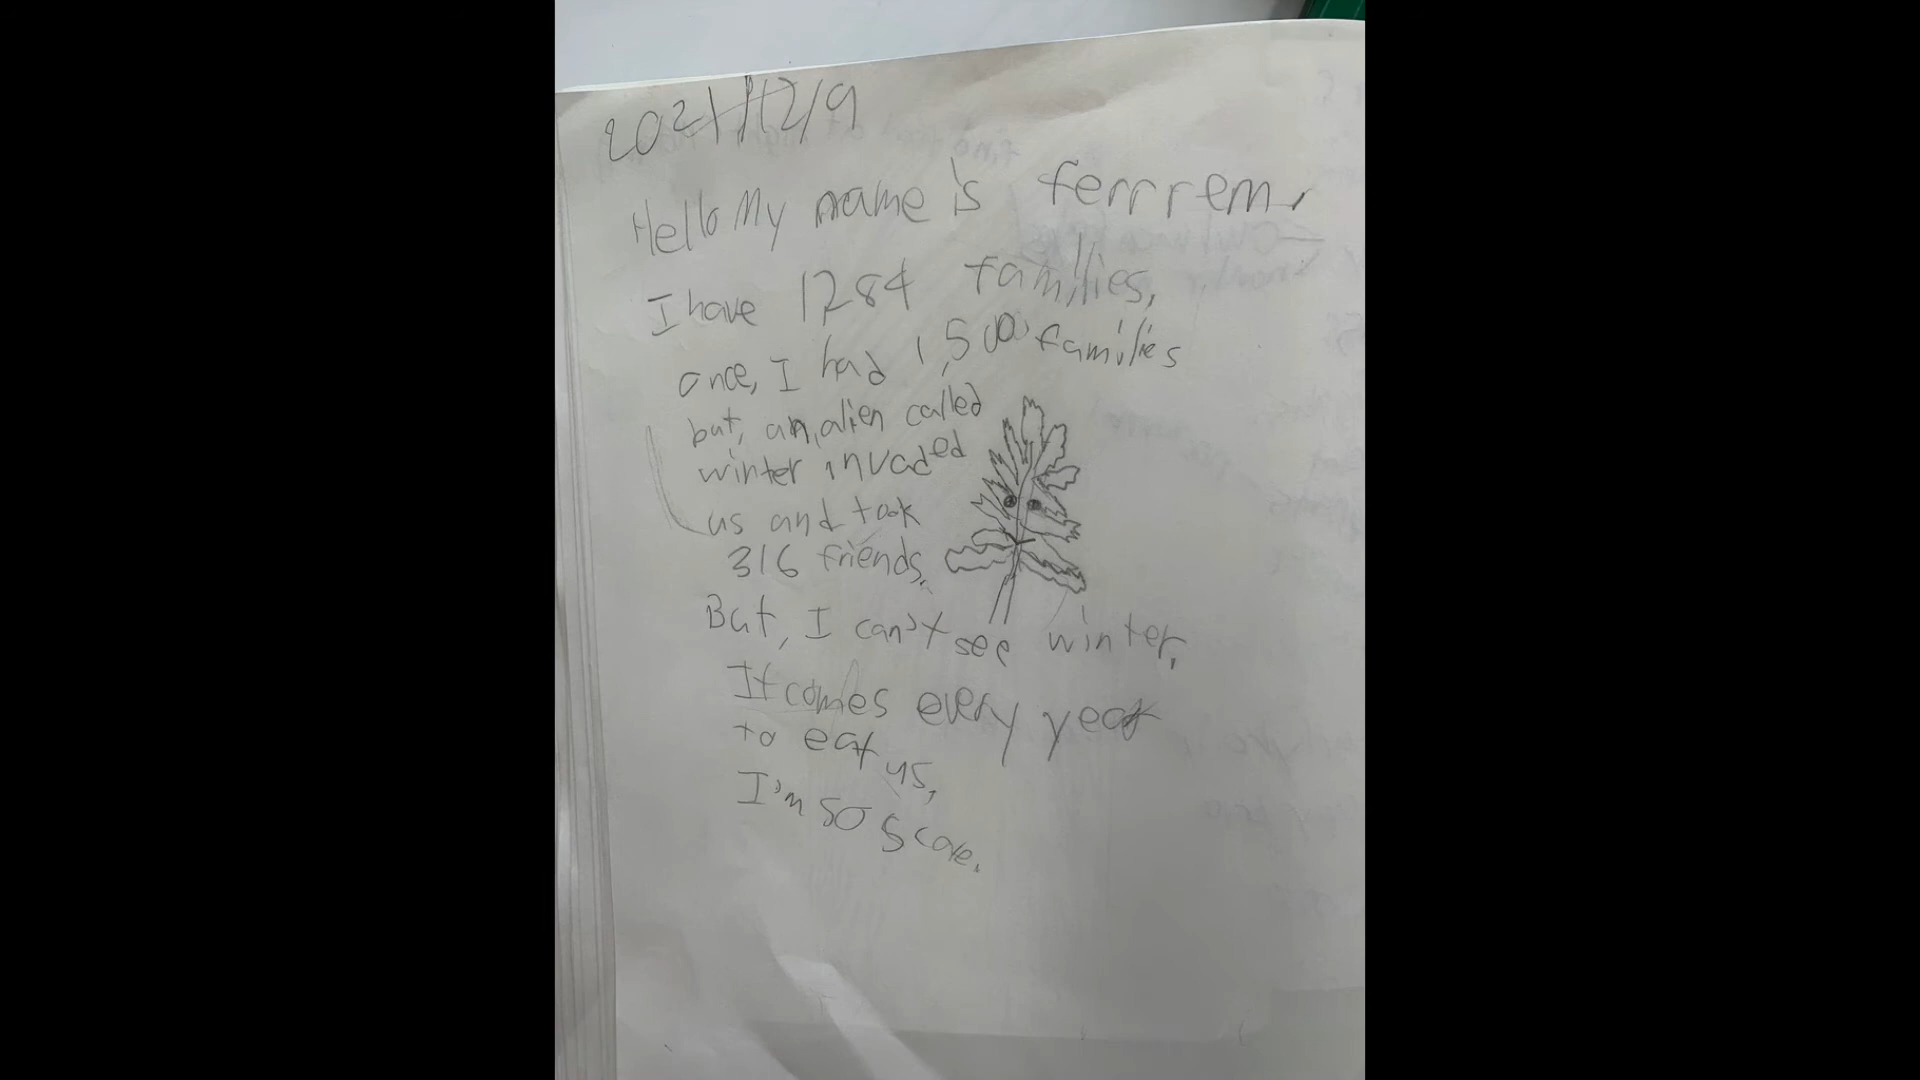 2021/12/9
Hello My name is ferrrem,
I have 1284 families,
once, I had 1,500 families
but, an, alien called
winter invaded
us and took
316 friends.
But, I can't see winter,
It comes every year
to eat us,
I'm so scare.